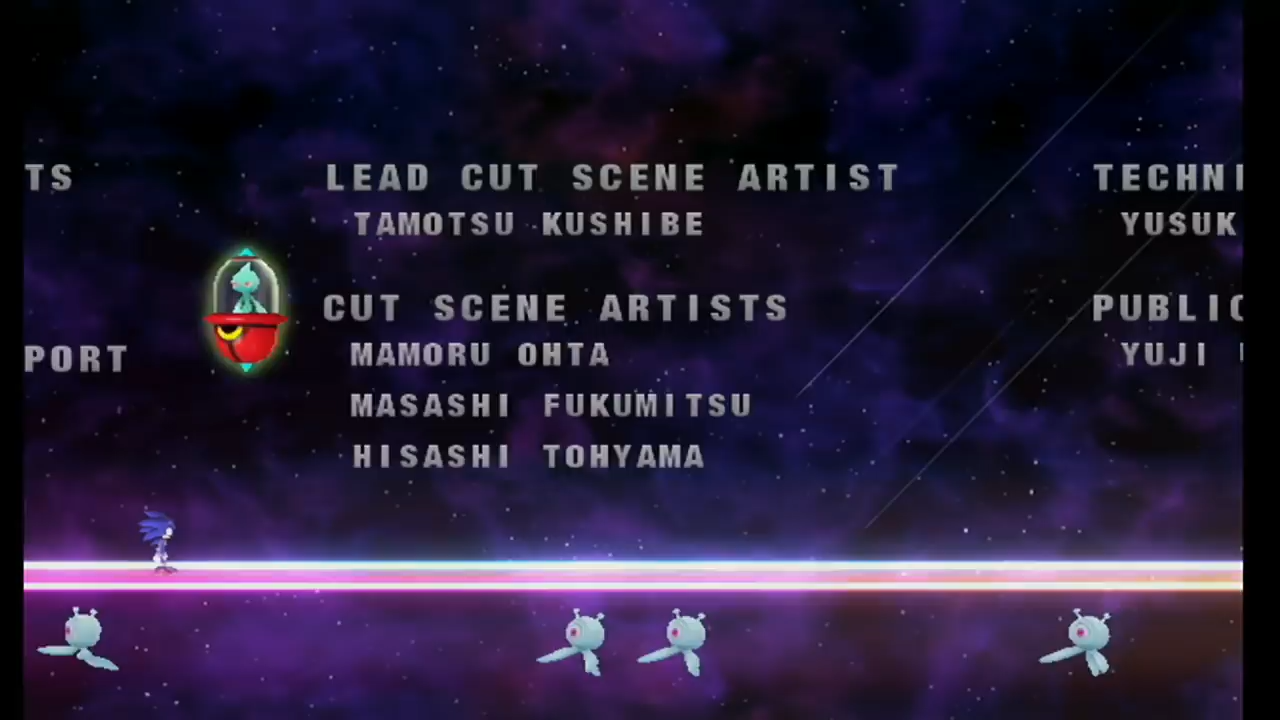 TS
PORT
LEAD CUT SCENE ARTIST
TAMOTSU KUSHIBE
CUT SCENE ARTISTS
MAMORU OHTA
MASASHI FUKUMITSU
HISASHI TOHYAMA
TECHNI
YUSUK
PUBLIC
YUJI